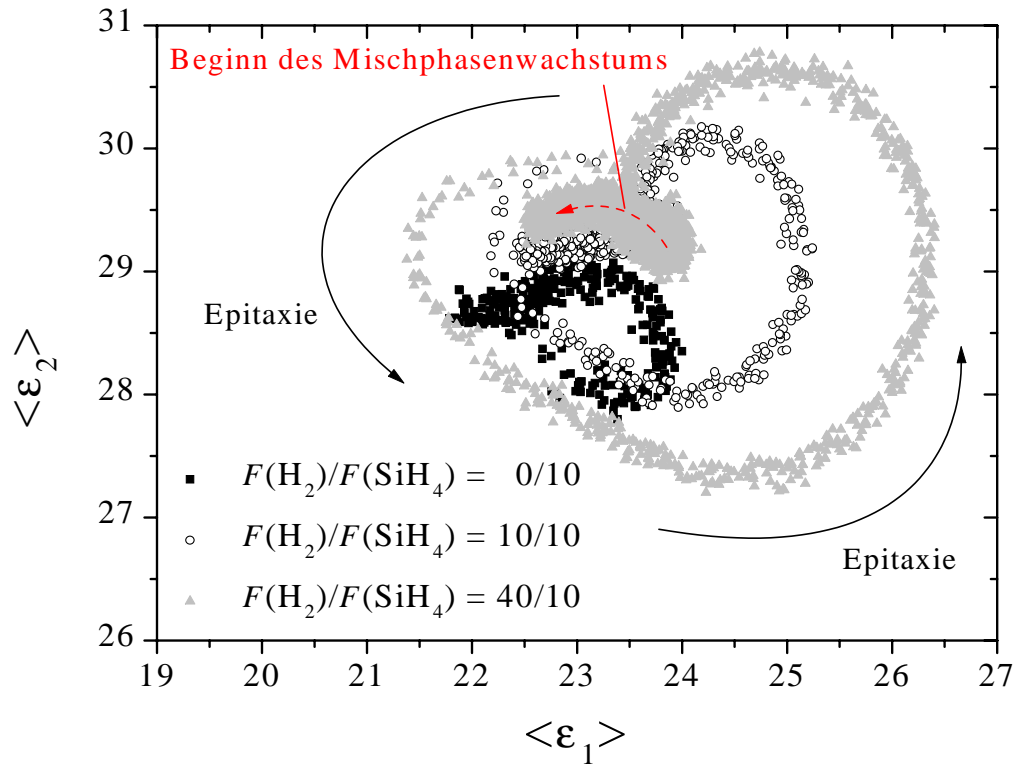 31
30
29
28
27
26
<ε₂>
Beginn des Mischphasenwachstums
Epitaxie
F(H₂)/F(SiH₄) = 0/10
F(H₂)/F(SiH₄) = 10/10
F(H₂)/F(SiH₄) = 40/10
Epitaxie
19 20 21 22 23 24 25 26 27
<ε₁>